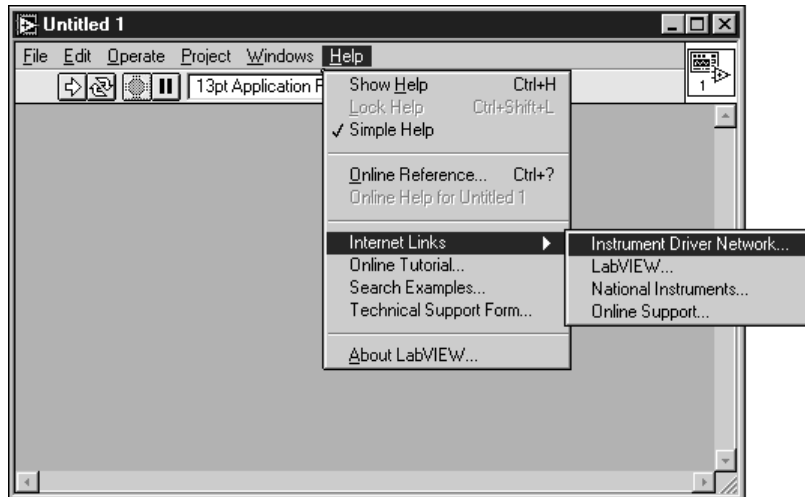 Untitled 1
File Edit Operate Project Windows Help
13pt Application F
1
Show Help Ctrl+H
Lock Help Ctrl+Shift+L
✓ Simple Help
Online Reference... Ctrl+?
Online Help for Untitled 1
Internet Links
Online Tutorial...
Search Examples...
Technical Support Form...
About LabVIEW...
Instrument Driver Network...
LabVIEW...
National Instruments...
Online Support...